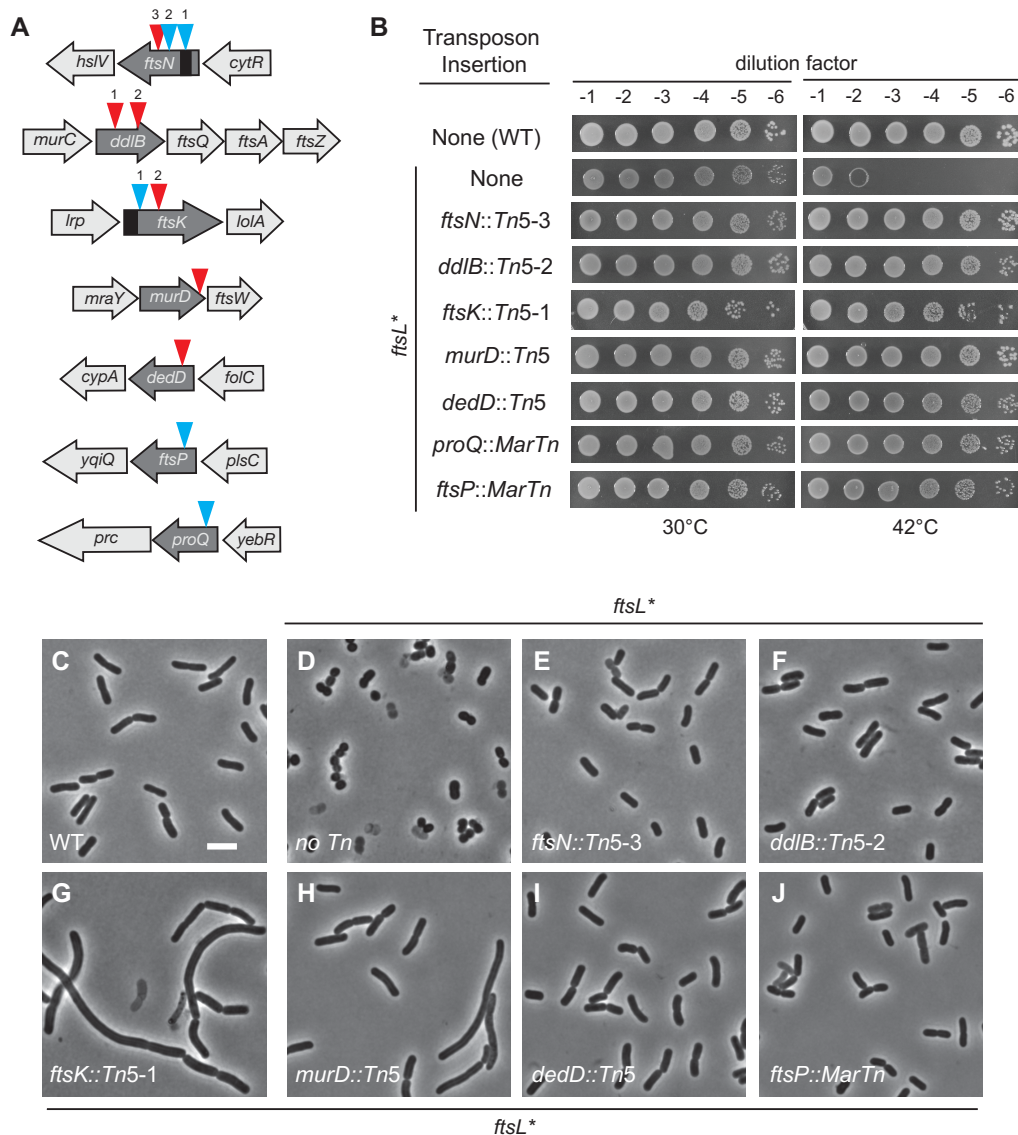 A
3 2 1
hslV ftsN cytR
1 2
murC ddlB ftsQ ftsA ftsZ
1 2
lrp ftsK lolA
mraY murD ftsW
cypA dedD folC
yqiQ ftsP plsC
prc proQ yebR
B
Transposon
Insertion
dilution factor
-1 -2 -3 -4 -5 -6 -1 -2 -3 -4 -5 -6
None (WT)
None
ftsN::Tn5-3
ddlB::Tn5-2
ftsK::Tn5-1
murD::Tn5
dedD::Tn5
proQ::MarTn
ftsP::MarTn
ftsL*
30°C 42°C
ftsL*
C D E F
WT no Tn ftsN::Tn5-3 ddlB::Tn5-2
G H I J
ftsK::Tn5-1 murD::Tn5 dedD::Tn5 ftsP::MarTn
ftsL*